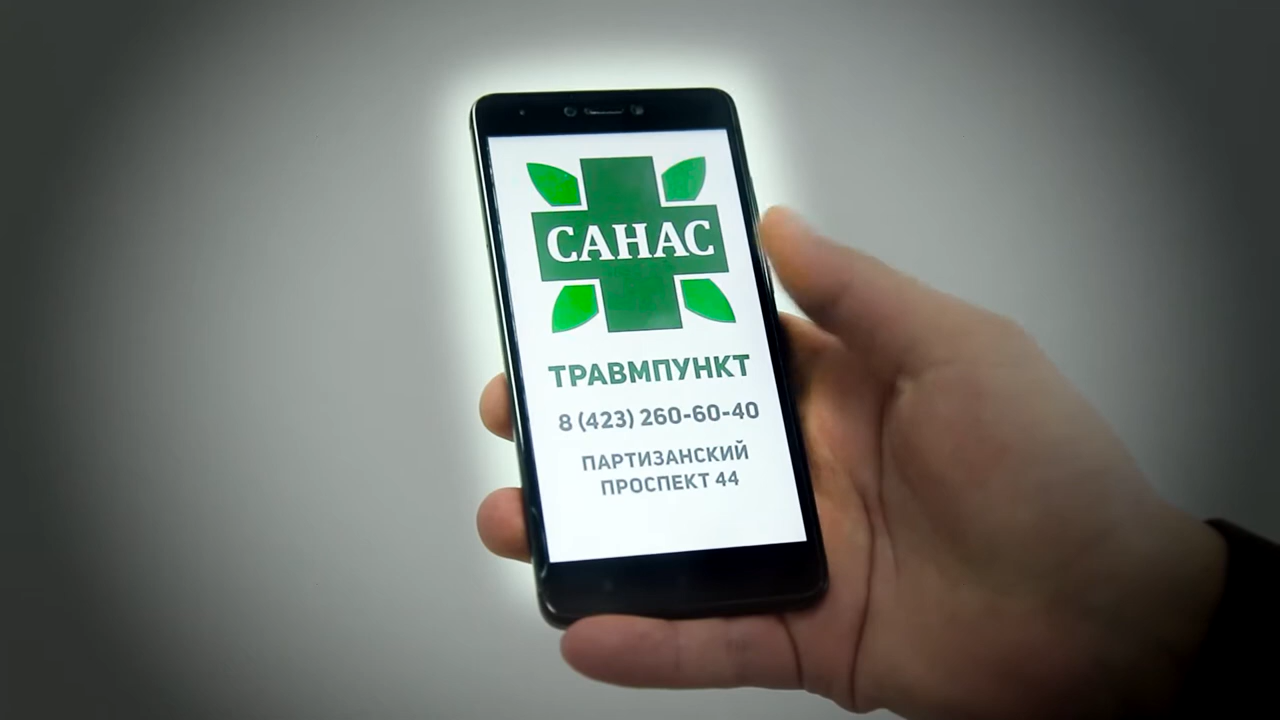 САНАС
ТРАВМПУНКТ
8 (423) 260-60-40
ПАРТИЗАНСКИЙ
ПРОСПЕКТ 44